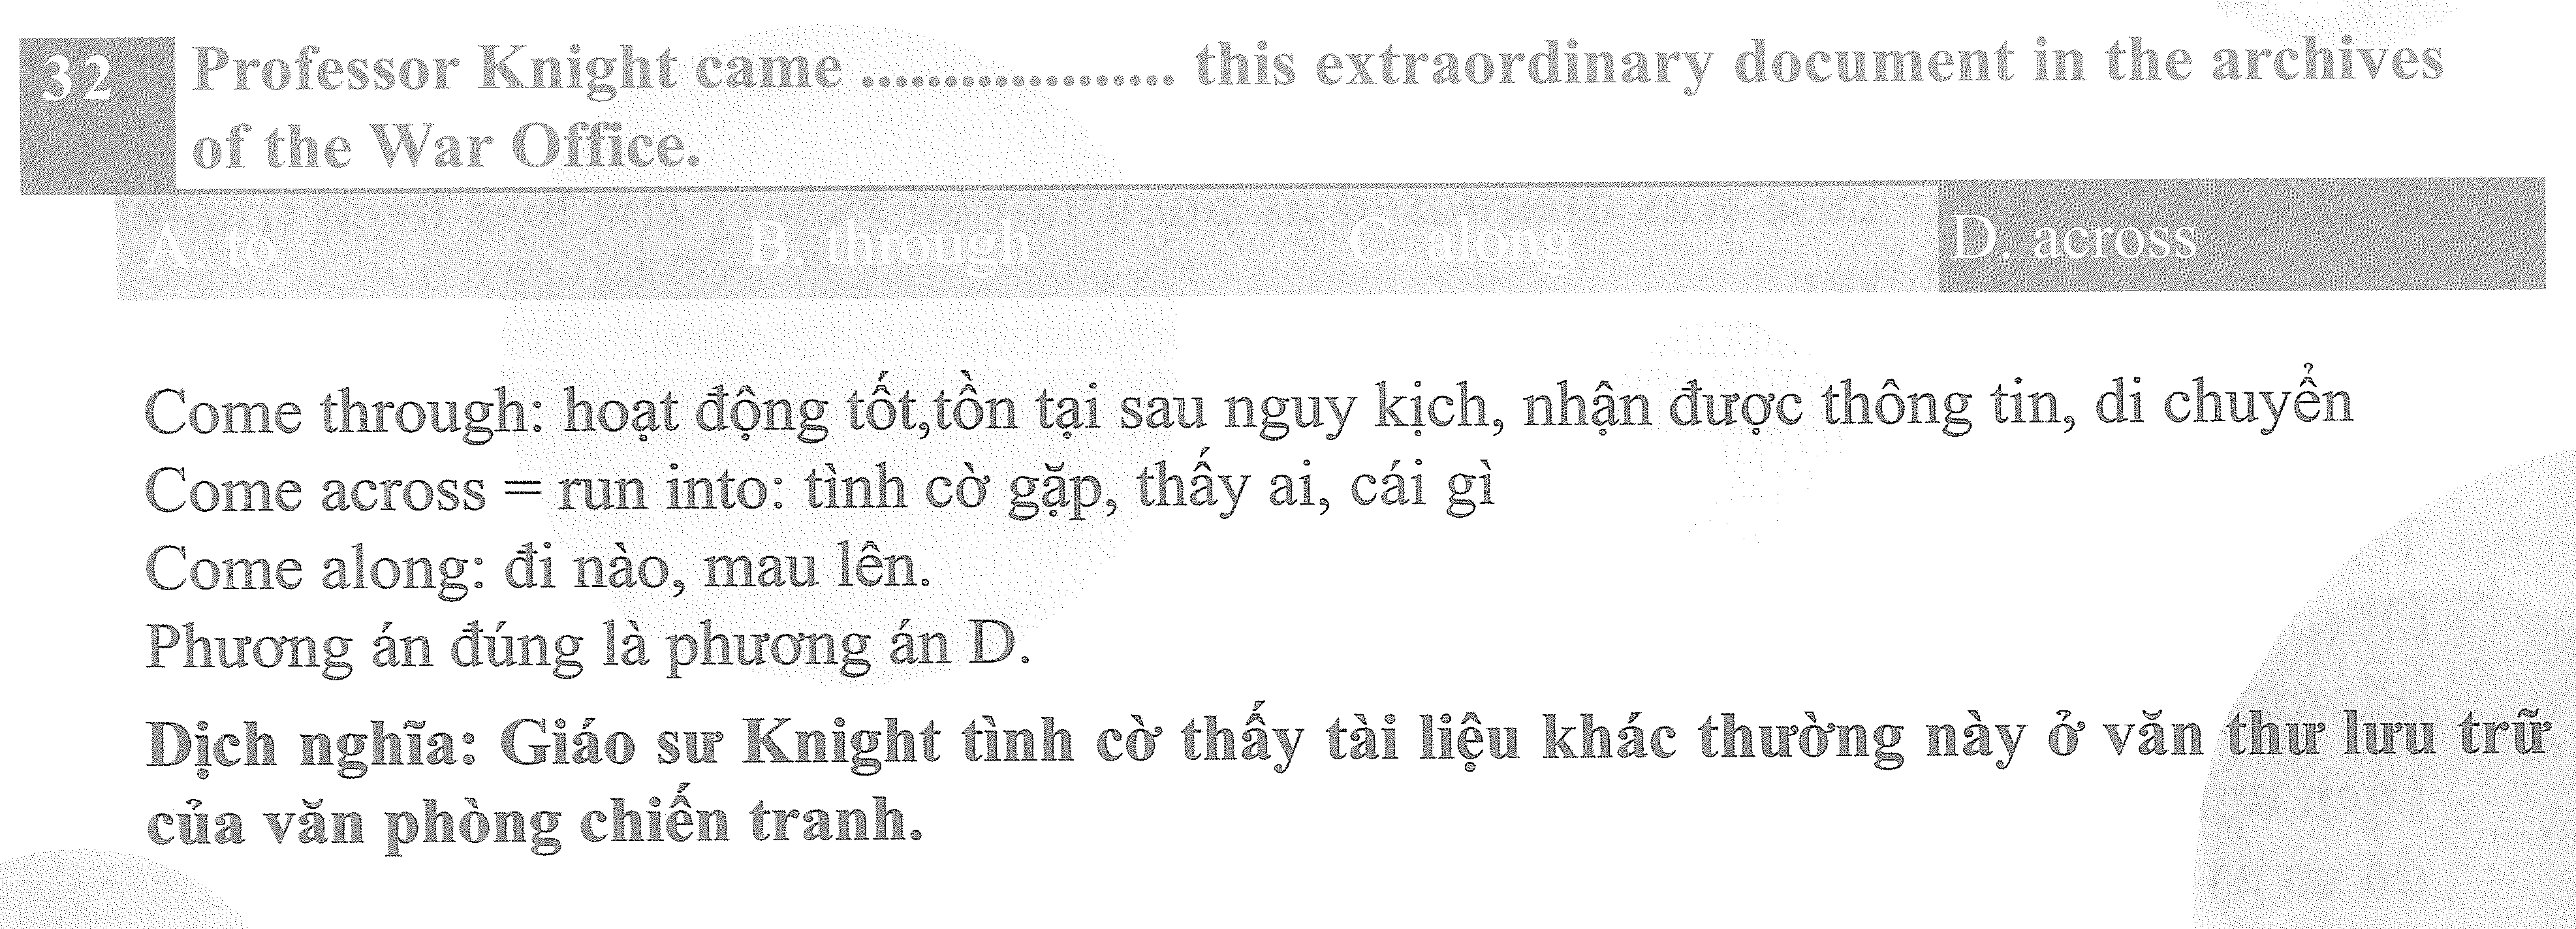 32 Professor Knight came ................... this extraordinary document in the archives
of the War Office.
A. to B. through C. along D. across
Come through: hoạt động tốt,tồn tại sau nguy kịch, nhận được thông tin, di chuyển
Come across = run into: tình cờ gặp, thấy ai, cái gì
Come along: đi nào, mau lên.
Phương án đúng là phương án D.
Dịch nghĩa: Giáo sư Knight tình cờ thấy tài liệu khác thường này ở văn thư lưu trữ
của văn phòng chiến tranh.